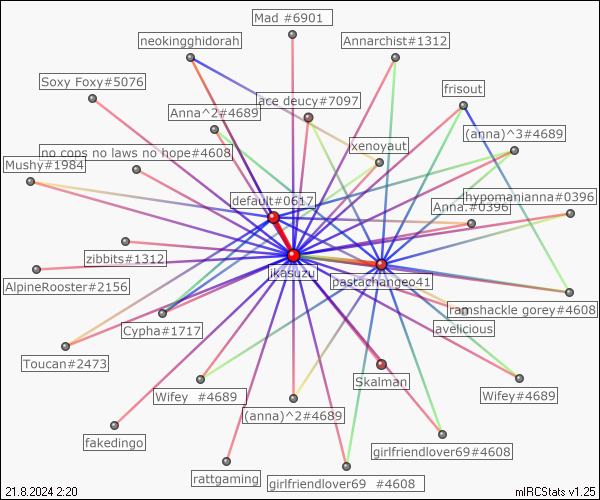 Mad #6901
neokingghidorah
Annarchist#1312
Soxy Foxy#5076
frisout
ace deucy#7097
Anna^2#4689
(anna)^3#4689
xenoyaut
no cops no laws no hope#4608
Mushy#1984
hypomanianna#0396
default#0617
Anna.#0396
zibbits#1312
jkasuzu
pastachangeo41
AlpineRooster#2156
ramshackle gorey#4608
Cypha#1717
avelicious
Toucan#2473
Skalman
Wifey #4689
Wifey#4689
(anna)^2#4689
fakedingo
girlfriendlover69#4608
rattgaming
girlfriendlover69 #4608
21.8.2024 2:20
mIRCStats v1.25